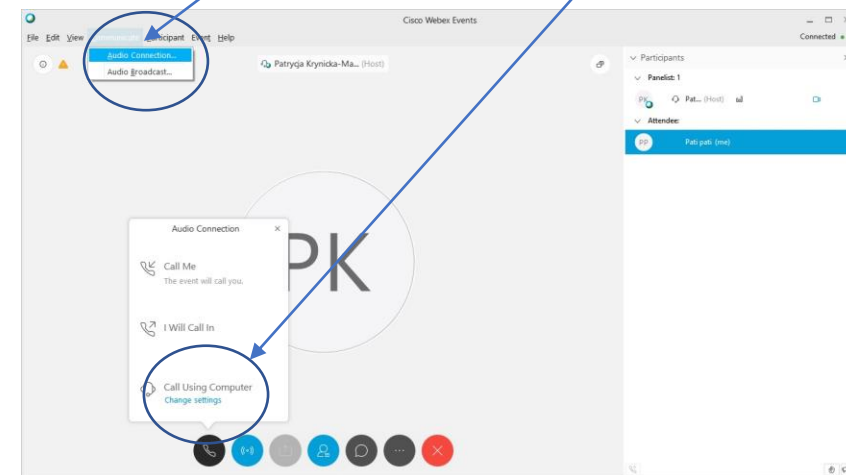 Cisco Webex Events
File Edit View Communicate Participant Event Help
Connected
Audio Connection...
Audio Broadcast...
Patrycja Krynicka-Ma... (Host)
Participants
Panelist: 1
PK Pat... (Host)
Attendee:
PP Pati pati (me)
PK
Audio Connection
Call Me
The event will call you.
I Will Call In
Call Using Computer
Change settings